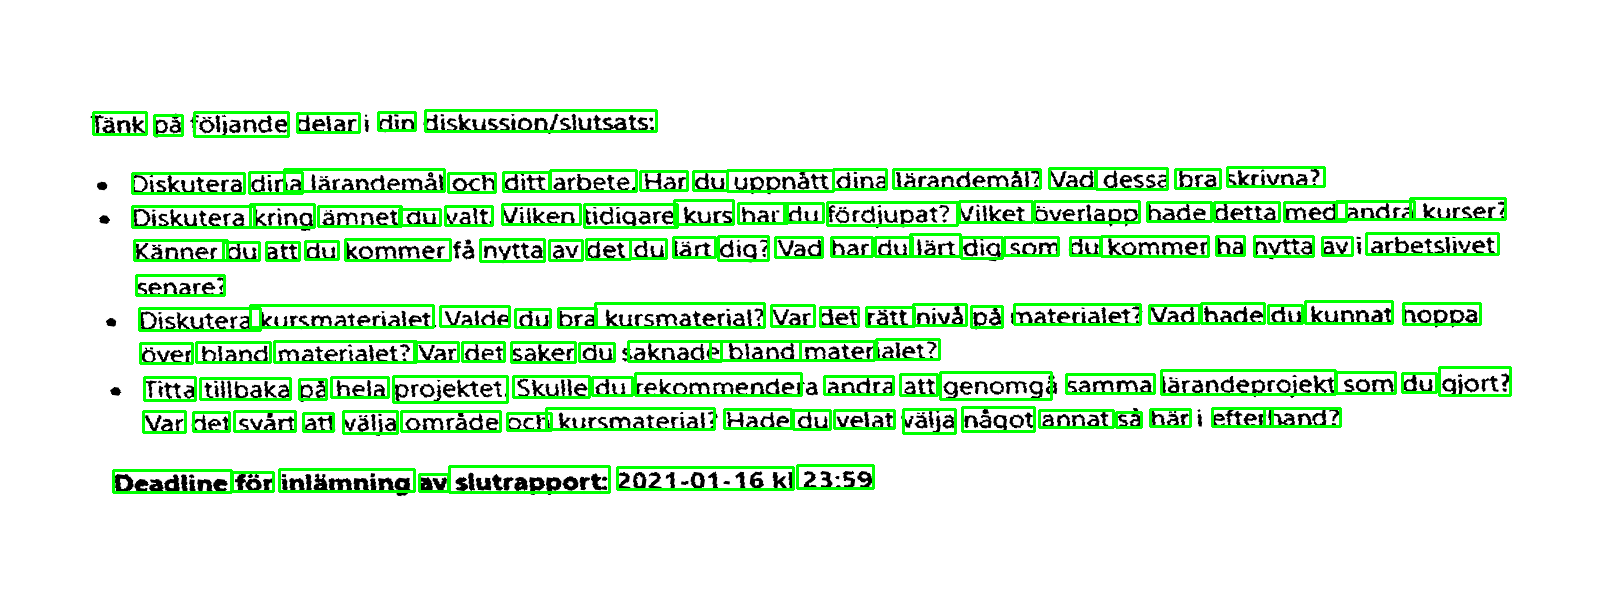 Tänk på följande delar i din diskussion/slutsats:
• Diskutera dina lärandemål och ditt arbete. Har du uppnått dina lärandemål? Vad dessa bra skrivna?
• Diskutera kring ämnet du valt. Vilken tidigare kurs har du fördjupat? Vilket överlapp hade detta med andra kurser?
Känner du att du kommer få nytta av det du lärt dig? Vad har du lärt dig som du kommer ha nytta av i arbetslivet
senare?
• Diskutera kursmaterialet. Valde du bra kursmaterial? Var det rätt nivå på materialet? Vad hade du kunnat hoppa
över bland materialet? Var det saker du saknade bland materialet?
• Titta tillbaka på hela projektet. Skulle du rekommendera andra att genomgå samma lärandeprojekt som du gjort?
Var det svårt att välja område och kursmaterial? Hade du velat välja något annat så här i efterhand?
Deadline för inlämning av slutrapport: 2021-01-16 kl 23:59